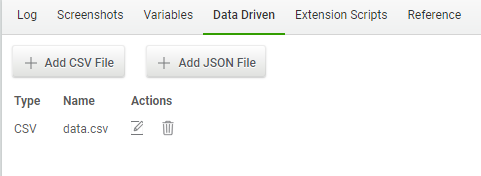 Log Screenshots Variables Data Driven Extension Scripts Reference
+ Add CSV File + Add JSON File
Type Name Actions
CSV data.csv